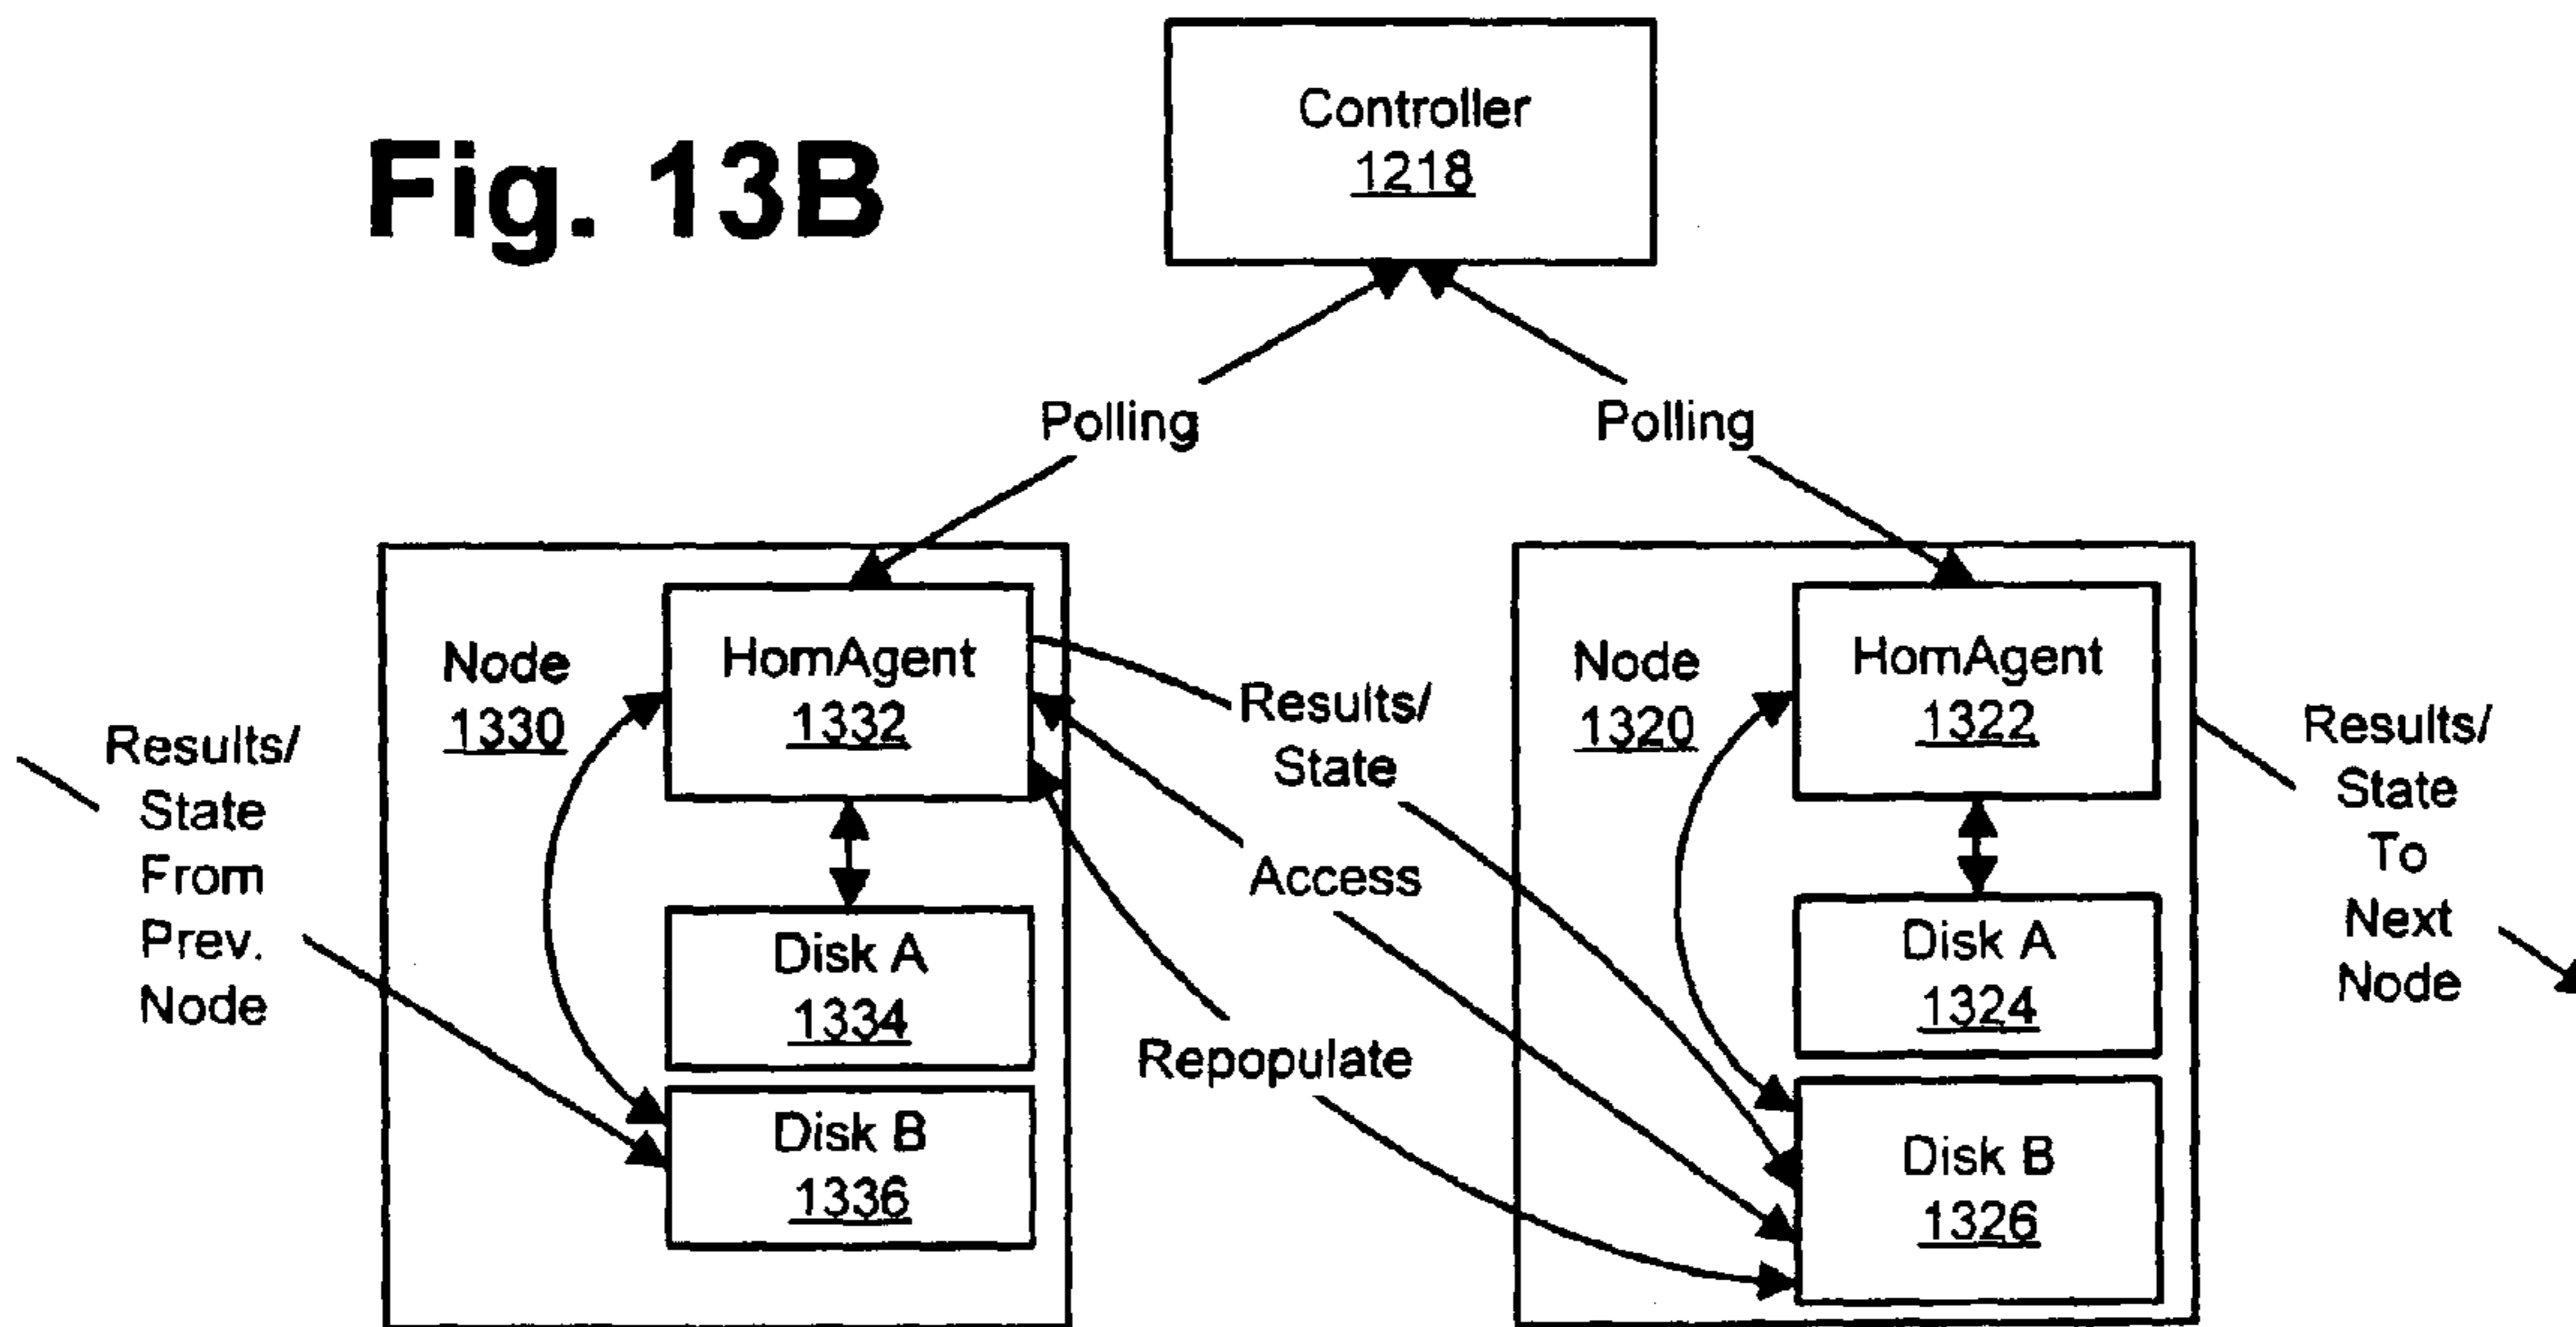 Fig. 13B
Controller
1218
Polling
Polling
Node
1330
HomAgent
1332
Results/
State
From
Prev.
Node
Disk A
1334
Disk B
1336
Results/
State
Access
Repopulate
Node
1320
HomAgent
1322
Disk A
1324
Disk B
1326
Results/
State
To
Next
Node